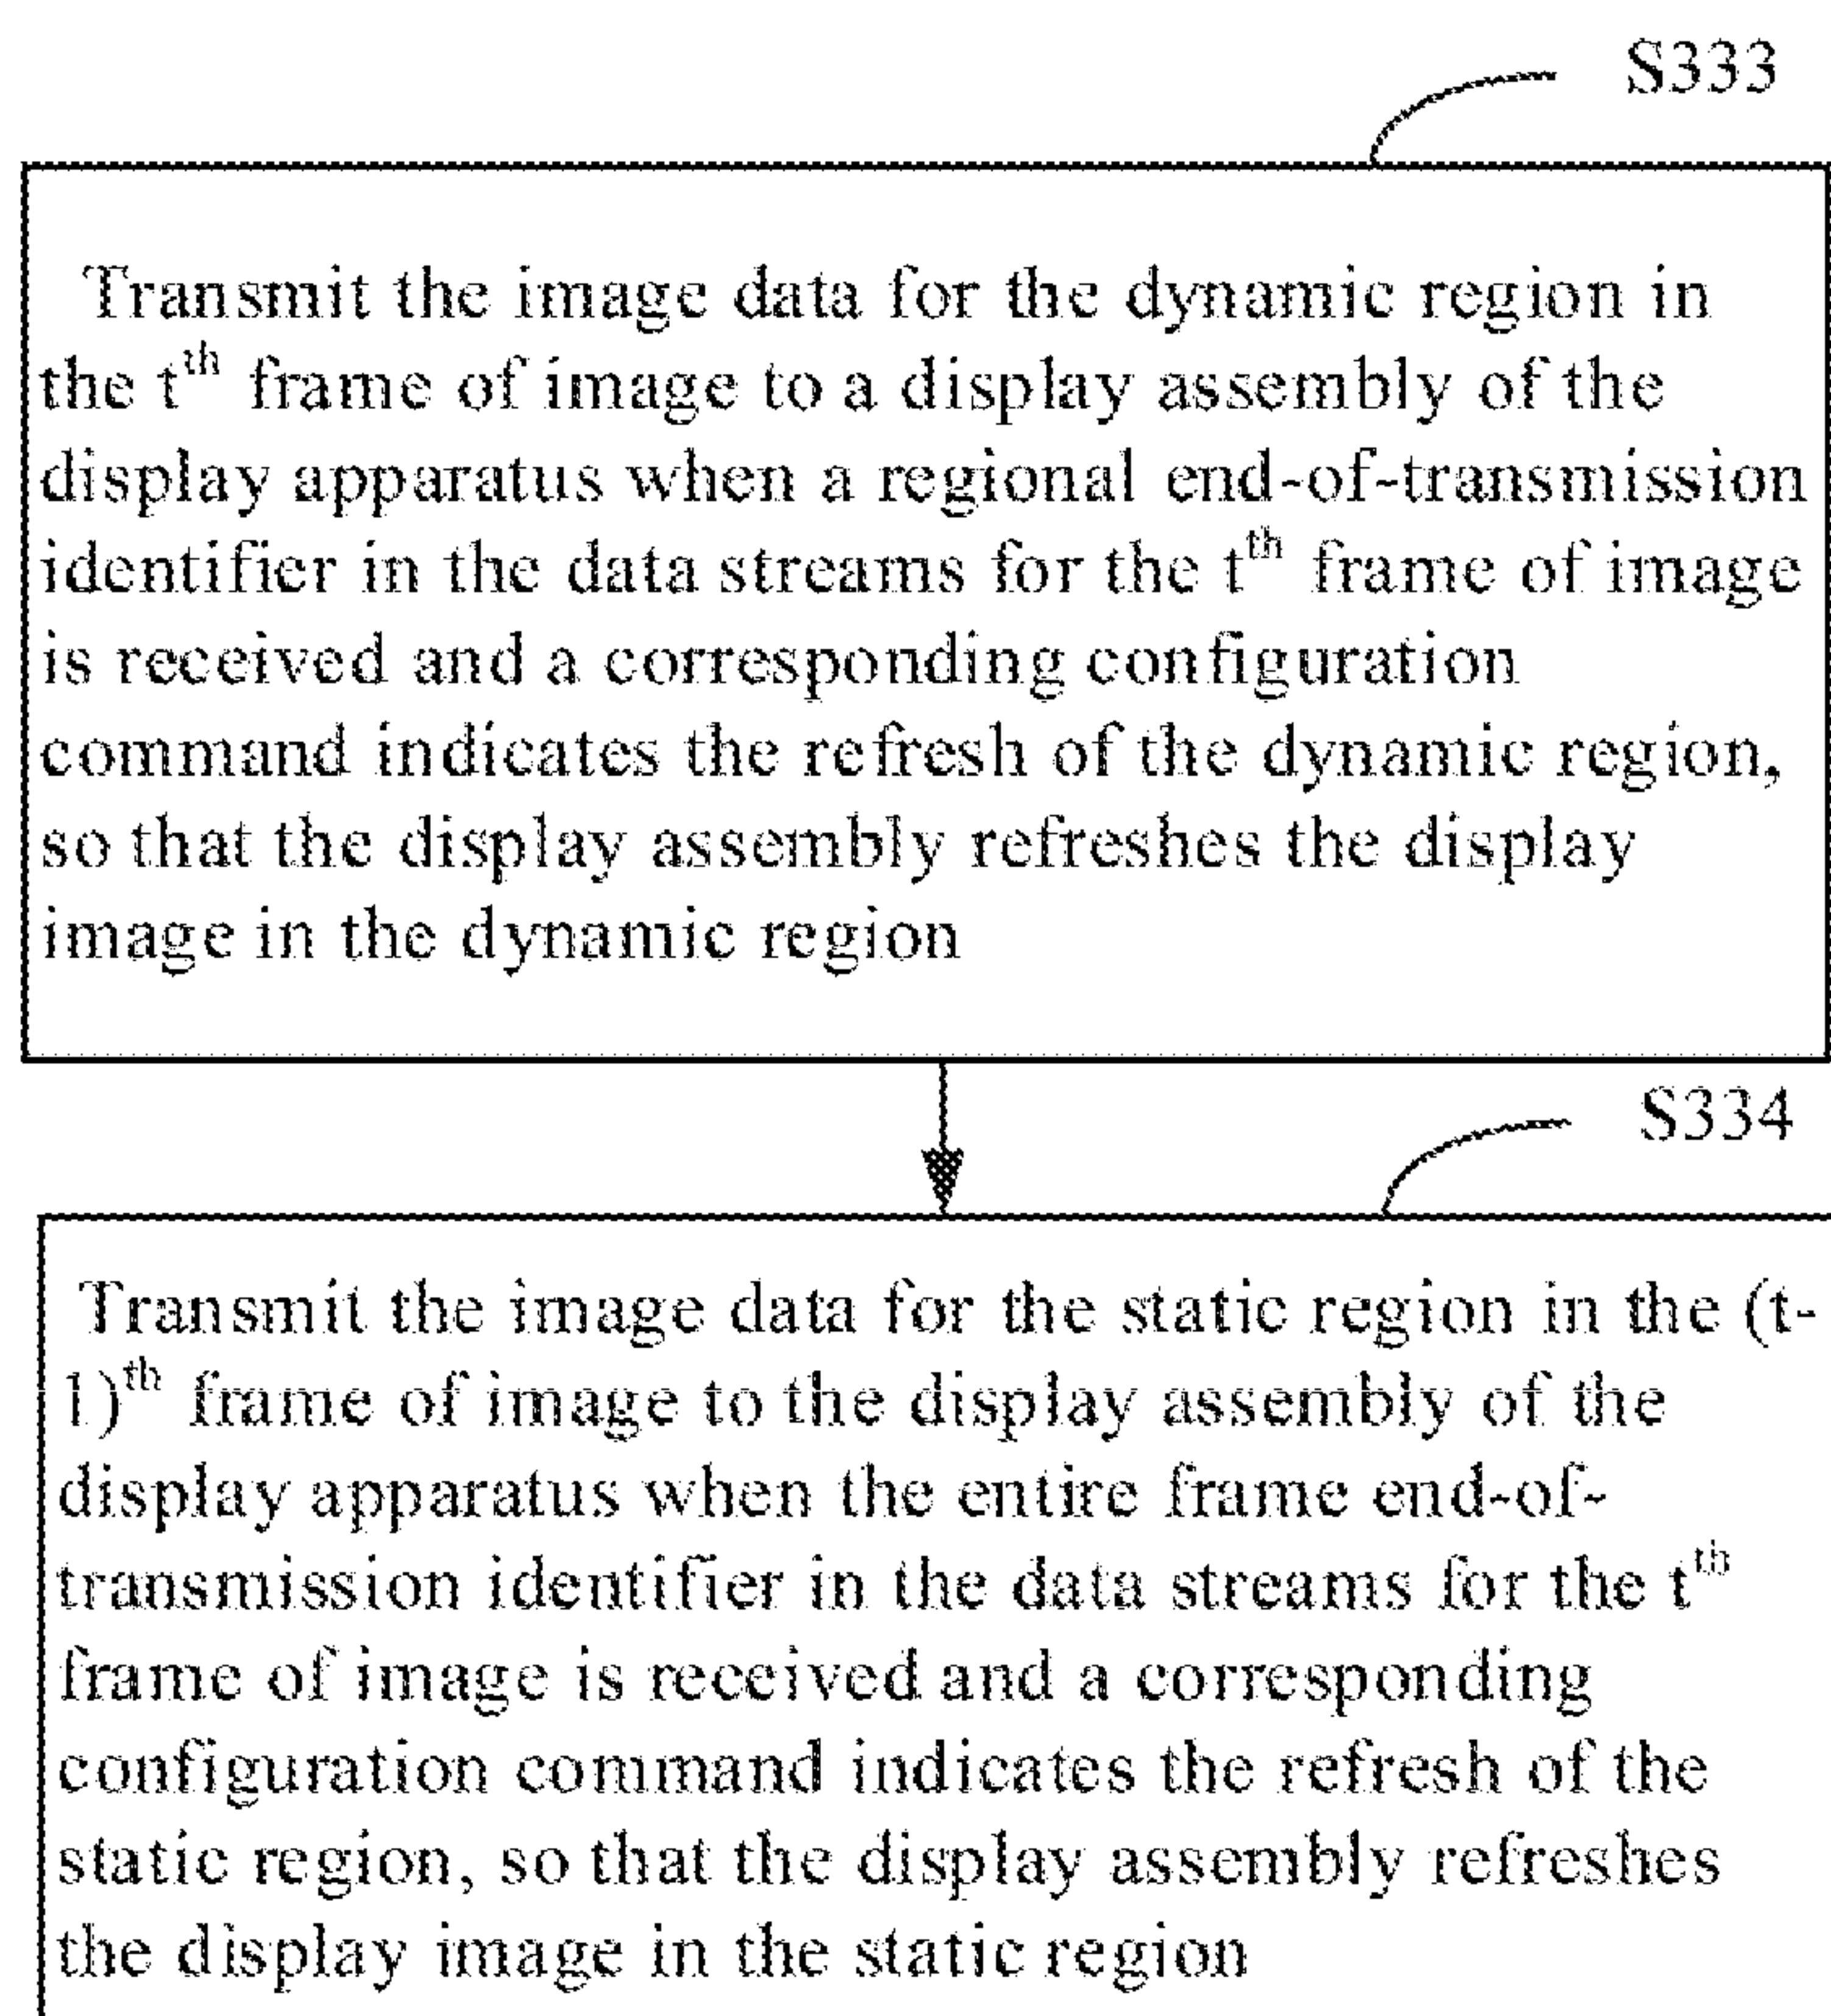 S333
Transmit the image data for the dynamic region in
the tth frame of image to a display assembly of the
display apparatus when a regional end-of-transmission
identifier in the data streams for the tth frame of image
is received and a corresponding configuration
command indicates the refresh of the dynamic region,
so that the display assembly refreshes the display
image in the dynamic region
S334
Transmit the image data for the static region in the (t-
1)th frame of image to the display assembly of the
display apparatus when the entire frame end-of-
transmission identifier in the data streams for the tth
frame of image is received and a corresponding
configuration command indicates the refresh of the
static region, so that the display assembly refreshes
the display image in the static region